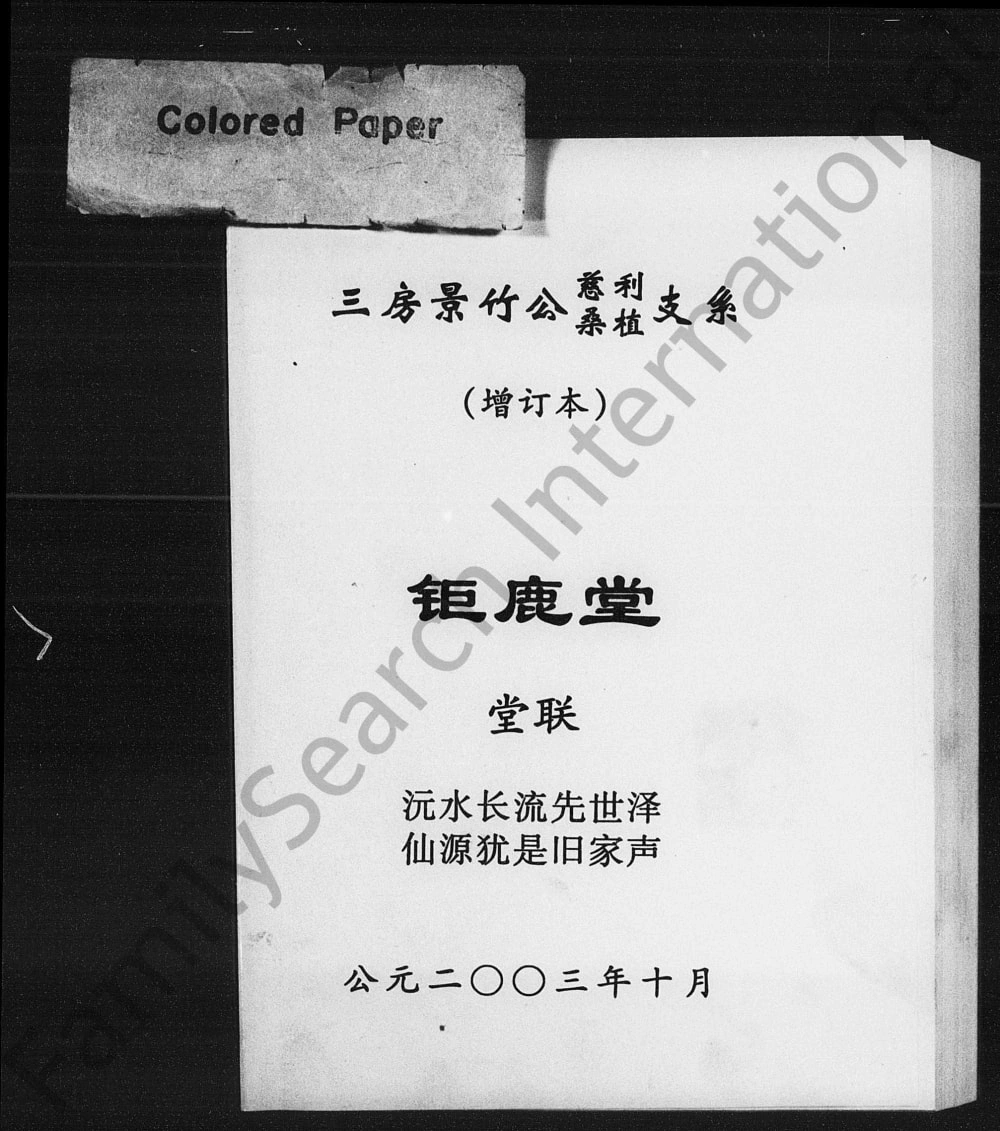 Colored Paper
三房景竹公慈利桑植支系
(增订本)
钜鹿堂
堂联
沅水长流先世泽
仙源犹是旧家声
公元二〇〇三年十月
FamilySearch International